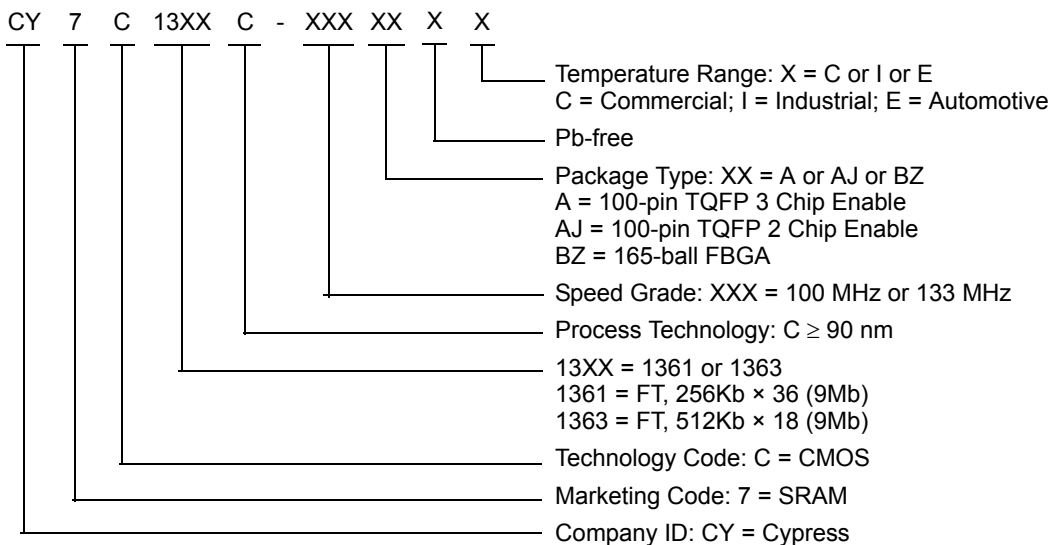 CY 7 C 13XX C - XXX XX X X
Temperature Range: X = C or I or E
C = Commercial; I = Industrial; E = Automotive
Pb-free
Package Type: XX = A or AJ or BZ
A = 100-pin TQFP 3 Chip Enable
AJ = 100-pin TQFP 2 Chip Enable
BZ = 165-ball FBGA
Speed Grade: XXX = 100 MHz or 133 MHz
Process Technology: C ≥ 90 nm
13XX = 1361 or 1363
1361 = FT, 256Kb × 36 (9Mb)
1363 = FT, 512Kb × 18 (9Mb)
Technology Code: C = CMOS
Marketing Code: 7 = SRAM
Company ID: CY = Cypress